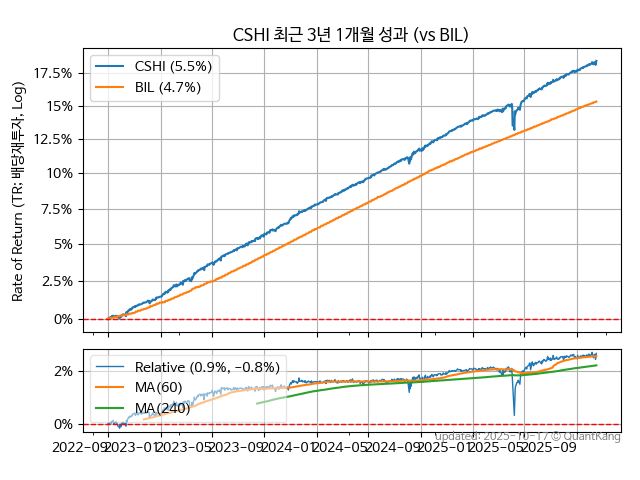 CSHI 최근 3년 1개월 성과 (vs BIL)
Rate of Return (TR: 배당재투자, Log)
17.5%
15%
12.5%
10%
7.5%
5%
2.5%
0%
CSHI (5.5%)
BIL (4.7%)
2%
0%
Relative (0.9%, −0.8%)
MA(60)
MA(240)
2022-09 2023-01 2023-05 2023-09 2024-01 2024-05 2024-09 2025-01 2025-05 2025-09
updated: 2025-10-17 © QuantKang